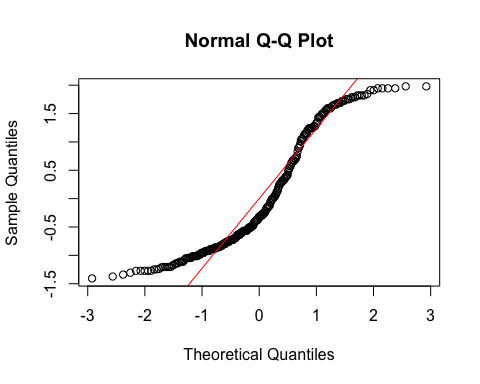 Normal Q-Q Plot
Sample Quantiles
1.5
0.5
-0.5
-1.5
-3 -2 -1 0 1 2 3
Theoretical Quantiles